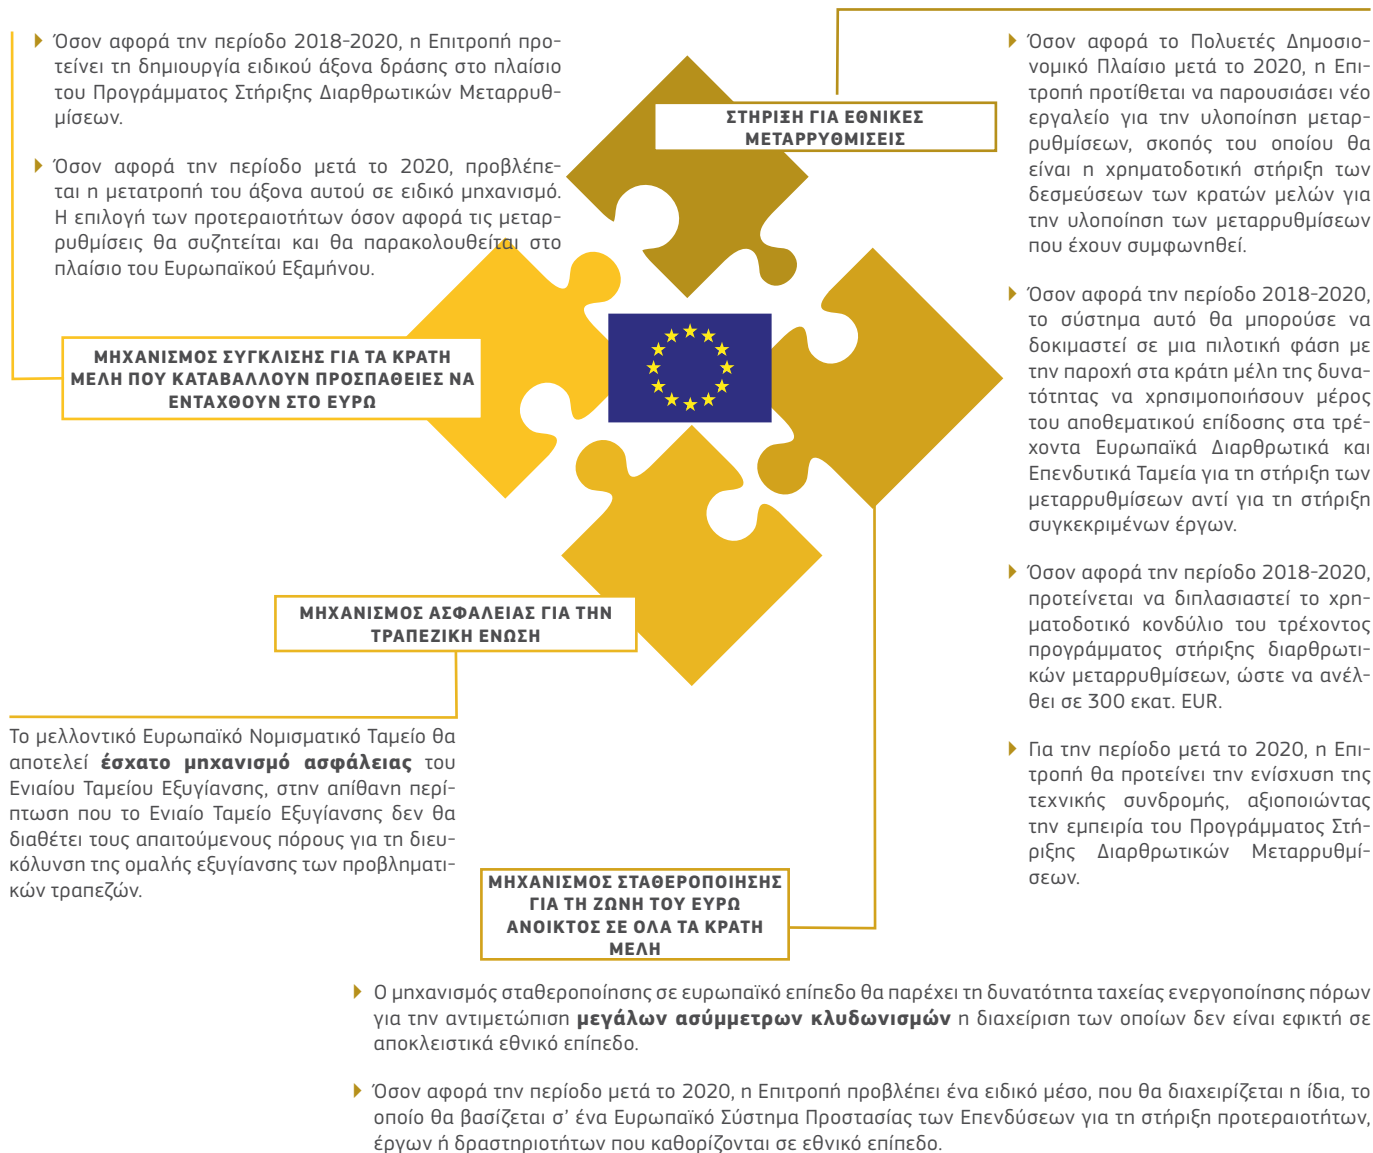 Όσον αφορά την περίοδο 2018-2020, η Επιτροπή προ-
τείνει τη δημιουργία ειδικού άξονα δράσης στο πλαίσιο
του Προγράμματος Στήριξης Διαρθρωτικών Μεταρρυθ-
μίσεων.
Όσον αφορά την περίοδο μετά το 2020, προβλέπε-
ται η μετατροπή του άξονα αυτού σε ειδικό μηχανισμό.
Η επιλογή των προτεραιοτήτων όσον αφορά τις μεταρ-
ρυθμίσεις θα συζητείται και θα παρακολουθείται στο
πλαίσιο του Ευρωπαϊκού Εξαμήνου.
ΜΗΧΑΝΙΣΜΟΣ ΣΥΓΚΛΙΣΗΣ ΓΙΑ ΤΑ ΚΡΑΤΗ
ΜΕΛΗ ΠΟΥ ΚΑΤΑΒΑΛΛΟΥΝ ΠΡΟΣΠΑΘΕΙΕΣ ΝΑ
ΕΝΤΑΧΘΟΥΝ ΣΤΟ ΕΥΡΩ
ΣΤΗΡΙΞΗ ΓΙΑ ΕΘΝΙΚΕΣ
ΜΕΤΑΡΡΥΘΜΙΣΕΙΣ
Όσον αφορά το Πολυετές Δημοσιο-
νομικό Πλαίσιο μετά το 2020, η Επι-
τροπή προτίθεται να παρουσιάσει νέο
εργαλείο για την υλοποίηση μεταρ-
ρυθμίσεων, σκοπός του οποίου θα
είναι η χρηματοδοτική στήριξη των
δεσμεύσεων των κρατών μελών για
την υλοποίηση των μεταρρυθμίσεων
που έχουν συμφωνηθεί.
Όσον αφορά την περίοδο 2018-2020,
το σύστημα αυτό θα μπορούσε να
δοκιμαστεί σε μια πιλοτική φάση με
την παροχή στα κράτη μέλη της δυνα-
τότητας να χρησιμοποιήσουν μέρος
του αποθεματικού επίδοσης στα τρέ-
χοντα Ευρωπαϊκά Διαρθρωτικά και
Επενδυτικά Ταμεία για τη στήριξη των
μεταρρυθμίσεων αντί για τη στήριξη
συγκεκριμένων έργων.
Όσον αφορά την περίοδο 2018-2020,
προτείνεται να διπλασιαστεί το χρη-
ματοδοτικό κονδύλιο του τρέχοντος
προγράμματος στήριξης διαρθρωτι-
κών μεταρρυθμίσεων, ώστε να ανέλ-
θει σε 300 εκατ. EUR.
Για την περίοδο μετά το 2020, η Επι-
τροπή θα προτείνει την ενίσχυση της
τεχνικής συνδρομής, αξιοποιώντας
την εμπειρία του Προγράμματος Στή-
ριξης Διαρθρωτικών Μεταρρυθμί-
σεων.
ΜΗΧΑΝΙΣΜΟΣ ΑΣΦΑΛΕΙΑΣ ΓΙΑ ΤΗΝ
ΤΡΑΠΕΖΙΚΗ ΕΝΩΣΗ
Το μελλοντικό Ευρωπαϊκό Νομισματικό Ταμείο θα
αποτελεί έσχατο μηχανισμό ασφάλειας του
Ενιαίου Ταμείου Εξυγίανσης, στην απίθανη περί-
πτωση που το Ενιαίο Ταμείο Εξυγίανσης δεν θα
διαθέτει τους απαιτούμενους πόρους για τη διευ-
κόλυνση της ομαλής εξυγίανσης των προβληματι-
κών τραπεζών.
ΜΗΧΑΝΙΣΜΟΣ ΣΤΑΘΕΡΟΠΟΙΗΣΗΣ
ΓΙΑ ΤΗ ΖΩΝΗ ΤΟΥ ΕΥΡΩ
ΑΝΟΙΚΤΟΣ ΣΕ ΟΛΑ ΤΑ ΚΡΑΤΗ
ΜΕΛΗ
Ο μηχανισμός σταθεροποίησης σε ευρωπαϊκό επίπεδο θα παρέχει τη δυνατότητα ταχείας ενεργοποίησης πόρων
για την αντιμετώπιση μεγάλων ασύμμετρων κλυδωνισμών η διαχείριση των οποίων δεν είναι εφικτή σε
αποκλειστικά εθνικό επίπεδο.
Όσον αφορά την περίοδο μετά το 2020, η Επιτροπή προβλέπει ένα ειδικό μέσο, που θα διαχειρίζεται η ίδια, το
οποίο θα βασίζεται σ’ ένα Ευρωπαϊκό Σύστημα Προστασίας των Επενδύσεων για τη στήριξη προτεραιοτήτων,
έργων ή δραστηριοτήτων που καθορίζονται σε εθνικό επίπεδο.